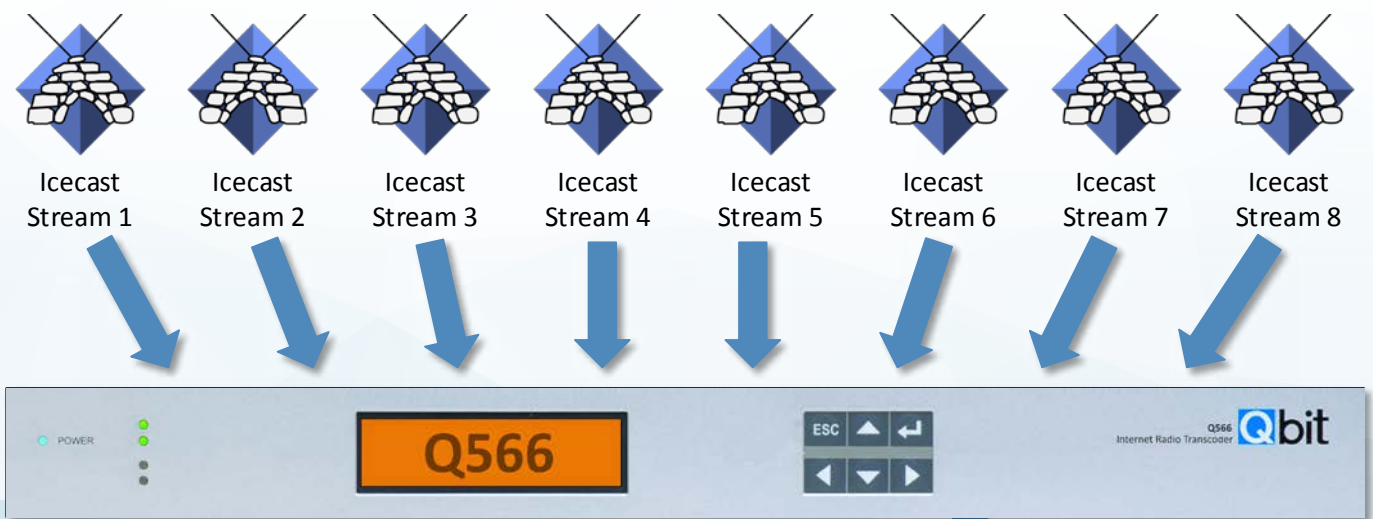 Icecast
Stream 1
Icecast
Stream 2
Icecast
Stream 3
Icecast
Stream 4
Icecast
Stream 5
Icecast
Stream 6
Icecast
Stream 7
Icecast
Stream 8
POWER
Q566
ESC
Q566
Internet Radio Transcoder
Qbit